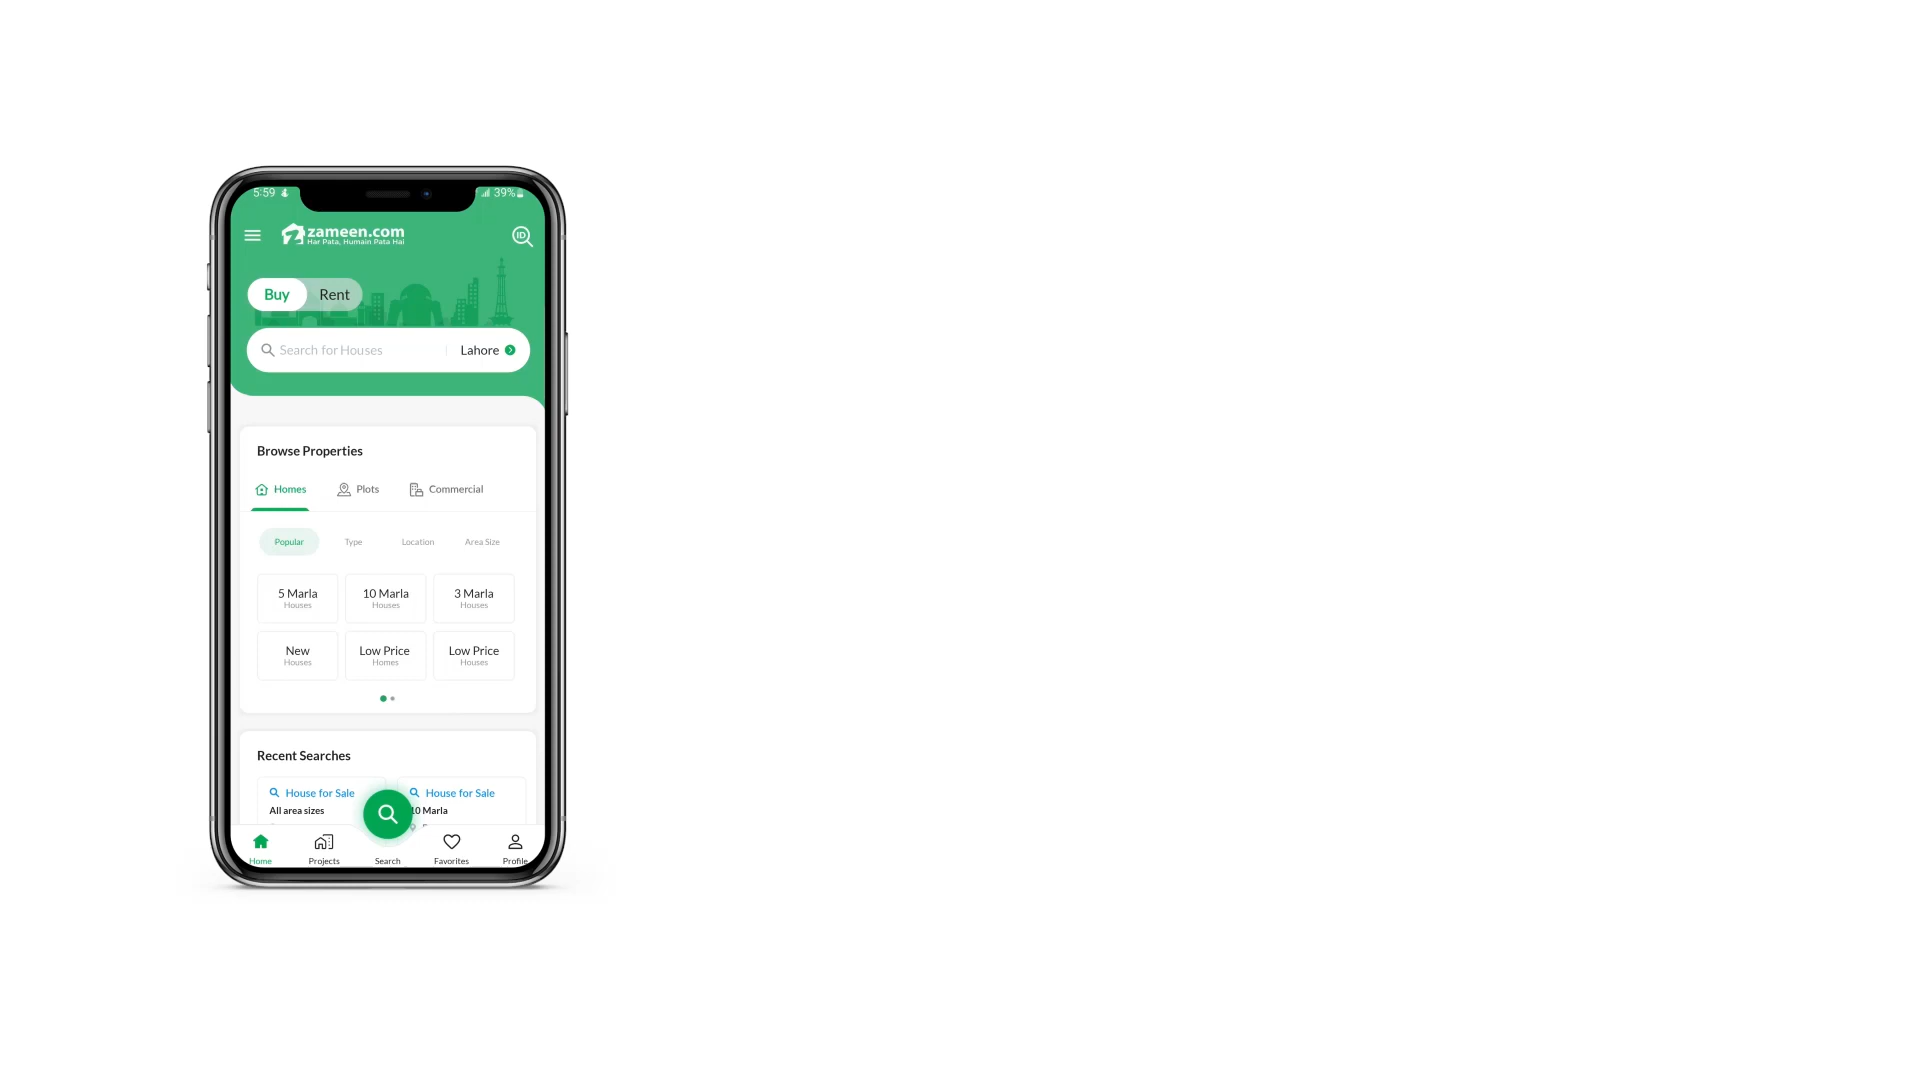 5:59 39%
zameen.com
Har Pata, Humain Pata Hai
ID
Buy Rent
Search for Houses Lahore
Browse Properties
Homes Plots Commercial
Popular Type Location Area Size
5 Marla 10 Marla 3 Marla
Houses Houses Houses
New Low Price Low Price
Houses Homes Houses
Recent Searches
House for Sale House for Sale
All area sizes 10 Marla
Home Projects Search Favorites Profile